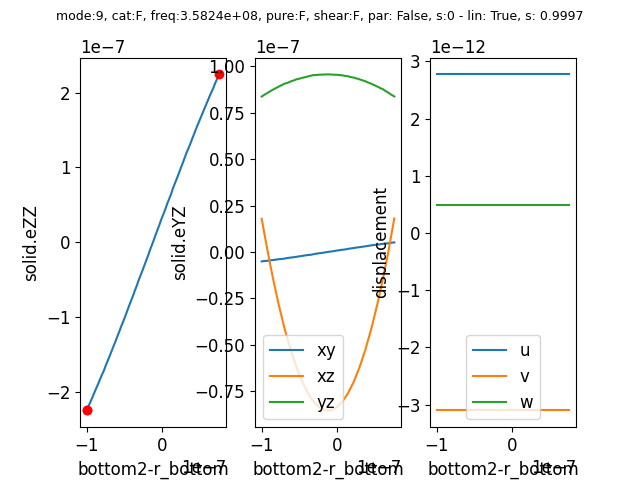 mode:9, cat:F, freq:3.5824e+08, pure:F, shear:F, par: False, s:0 - lin: True, s: 0.9997
1e−7
2
1
0
−1
−2
solid.eZZ
−1
0
1e−7
bottom2-r_bottom
1e−7
1.00
0.75
0.50
0.25
0.00
−0.25
−0.50
−0.75
solid.eYZ
xy
xz
yz
−1
0
1e−7
bottom2-r_bottom
1e−12
3
2
1
0
−1
−2
−3
displacement
u
v
w
−1
0
1e−7
bottom2-r_bottom